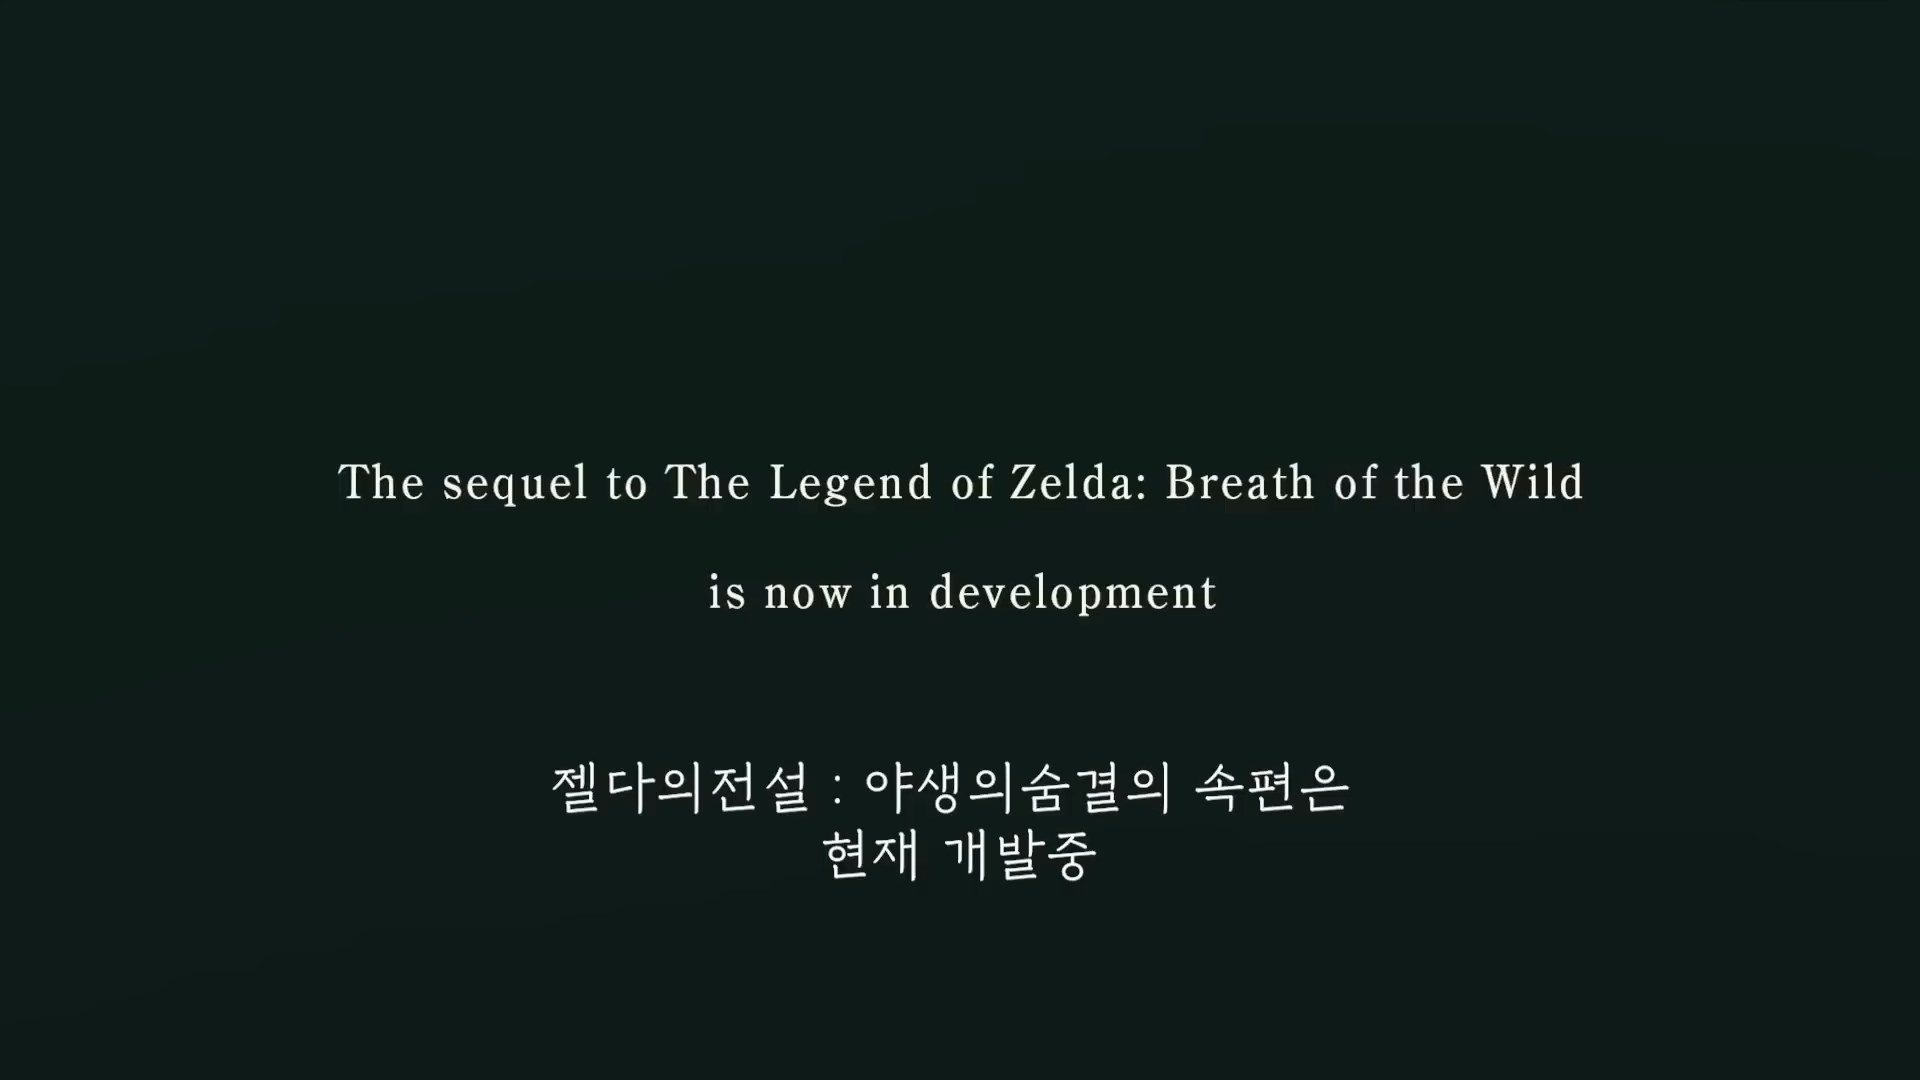 The sequel to The Legend of Zelda: Breath of the Wild
is now in development
젤다의전설 : 야생의숨결의 속편은
현재 개발중